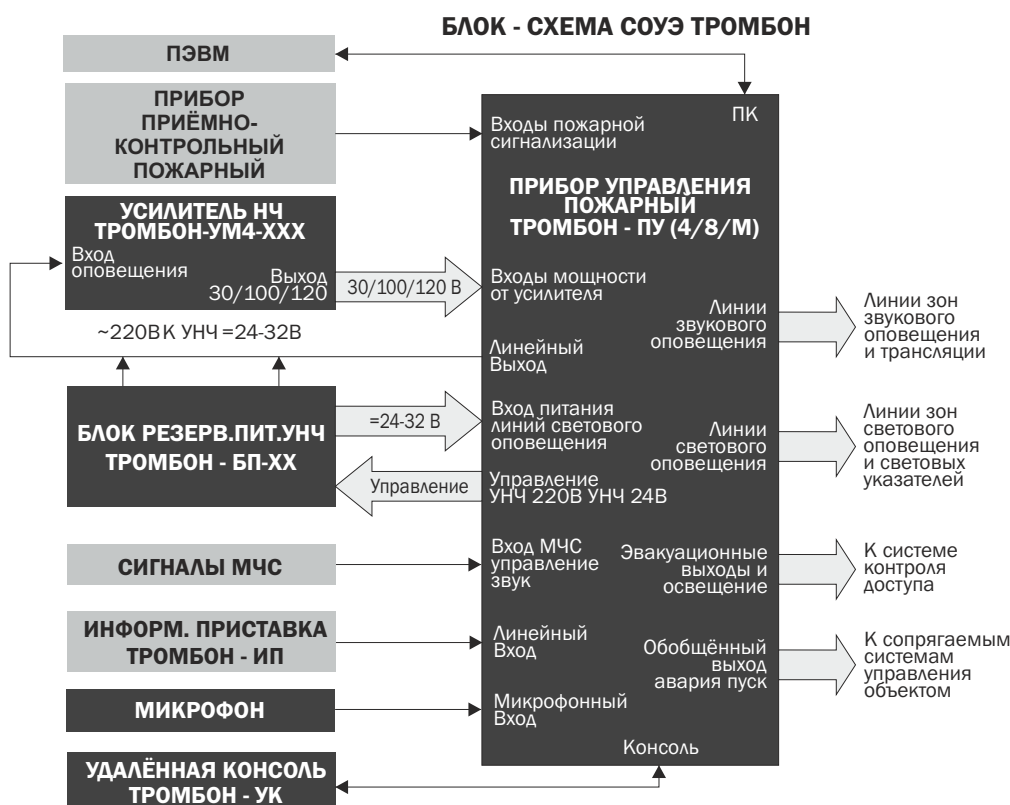 БЛОК - СХЕМА СОУЭ ТРОМБОН
ПЭВМ
ПРИБОР
ПРИЁМНО-
КОНТРОЛЬНЫЙ
ПОЖАРНЫЙ
УСИЛИТЕЛЬ НЧ
ТРОМБОН-УМ4-ХХХ
Вход
оповещения
Выход
30/100/120
30/100/120 В
~220В К УНЧ =24-32В
БЛОК РЕЗЕРВ.ПИТ.УНЧ
ТРОМБОН - БП-ХХ
=24-32 В
Управление
СИГНАЛЫ МЧС
ИНФОРМ. ПРИСТАВКА
ТРОМБОН - ИП
МИКРОФОН
УДАЛЁННАЯ КОНСОЛЬ
ТРОМБОН - УК
ПК
Входы пожарной
сигнализации
ПРИБОР УПРАВЛЕНИЯ
ПОЖАРНЫЙ
ТРОМБОН - ПУ (4/8/М)
Входы мощности
от усилителя
Линии
звукового
оповещения
Линейный
Выход
Вход питания
линий светового
оповещения
Линии
светового
оповещения
Управление
УНЧ 220В УНЧ 24В
Вход МЧС
управление
звук
Эвакуационные
выходы и
освещение
Линейный
Вход
Обобщённый
выход
авария пуск
Микрофонный
Вход
Консоль
Линии зон
звукового
оповещения
и трансляции
Линии зон
светового
оповещения
и световых
указателей
К системе
контроля
доступа
К сопрягаемым
системам
управления
объектом